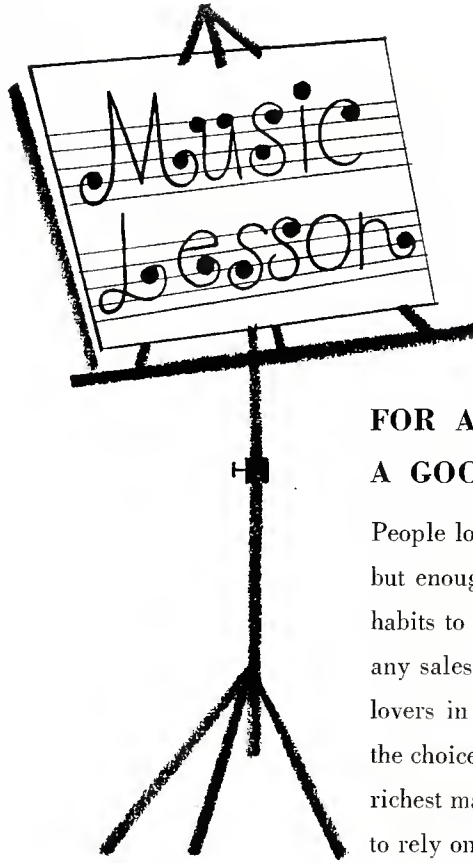 Music
Lesson
FOR A
A GOO
People lo
but enoug
habits to
any sales
lovers in
the choice
richest ma
to rely on